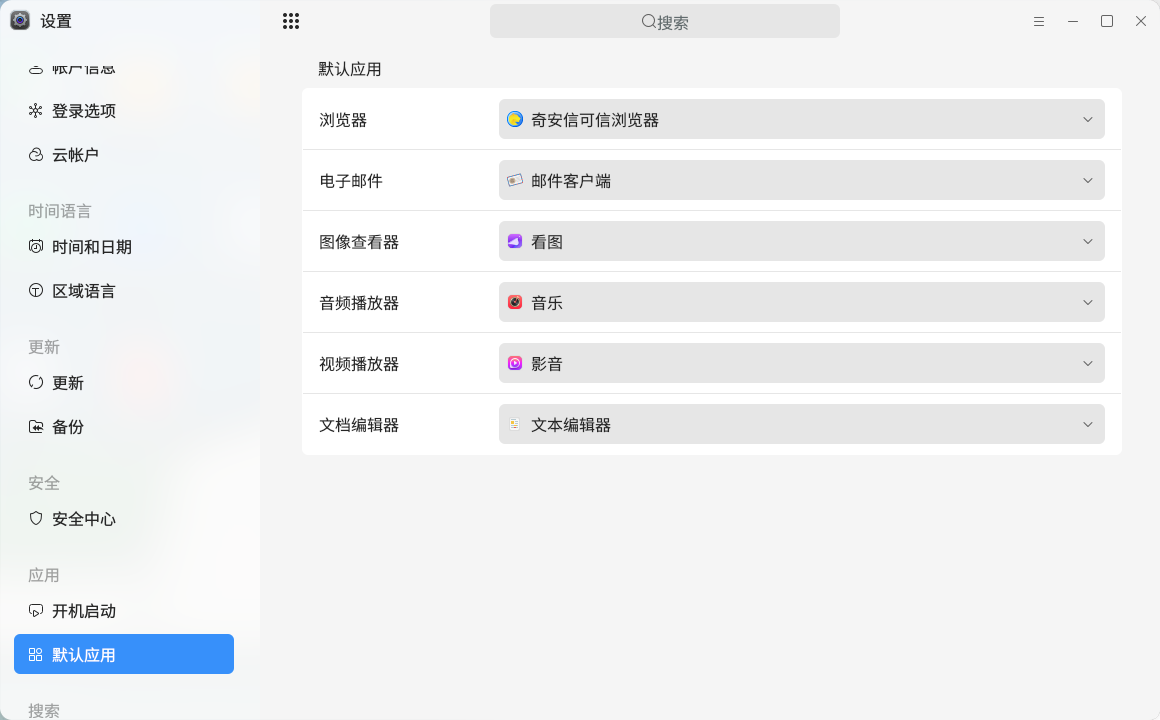 设置
搜索
帐户信息
登录选项
云帐户
时间语言
时间和日期
区域语言
更新
更新
备份
安全
安全中心
应用
开机启动
默认应用
搜索
默认应用
浏览器
奇安信可信浏览器
电子邮件
邮件客户端
图像查看器
看图
音频播放器
音乐
视频播放器
影音
文档编辑器
文本编辑器